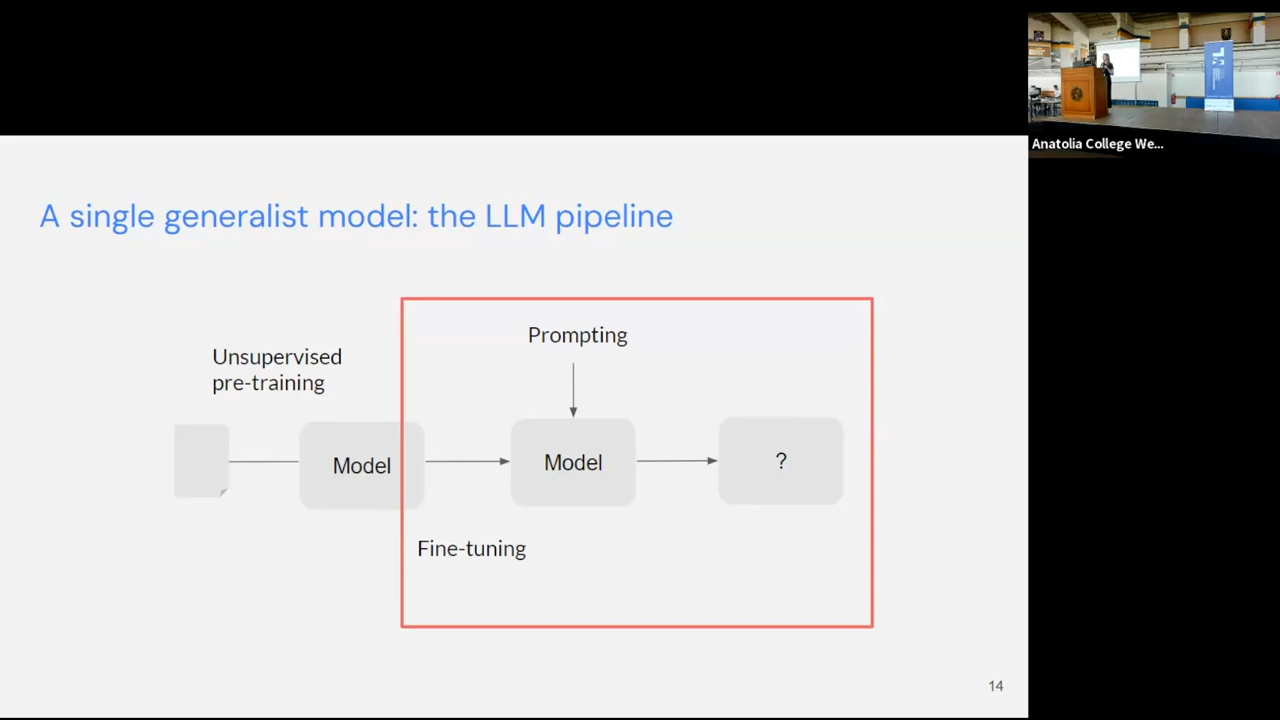 Anatolia College We...
A single generalist model: the LLM pipeline
Prompting
Unsupervised
pre-training
Model
Model
?
Fine-tuning
14